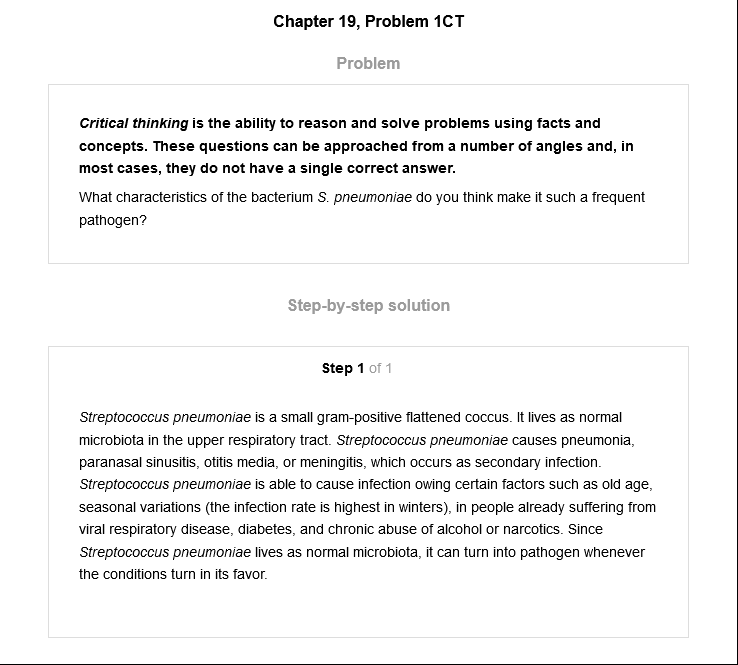 Chapter 19, Problem 1CT
Problem
Critical thinking is the ability to reason and solve problems using facts and
concepts. These questions can be approached from a number of angles and, in
most cases, they do not have a single correct answer.
What characteristics of the bacterium S. pneumoniae do you think make it such a frequent
pathogen?
Step-by-step solution
Step 1 of 1
Streptococcus pneumoniae is a small gram-positive flattened coccus. It lives as normal
microbiota in the upper respiratory tract. Streptococcus pneumoniae causes pneumonia,
paranasal sinusitis, otitis media, or meningitis, which occurs as secondary infection.
Streptococcus pneumoniae is able to cause infection owing certain factors such as old age,
seasonal variations (the infection rate is highest in winters), in people already suffering from
viral respiratory disease, diabetes, and chronic abuse of alcohol or narcotics. Since
Streptococcus pneumoniae lives as normal microbiota, it can turn into pathogen whenever
the conditions turn in its favor.